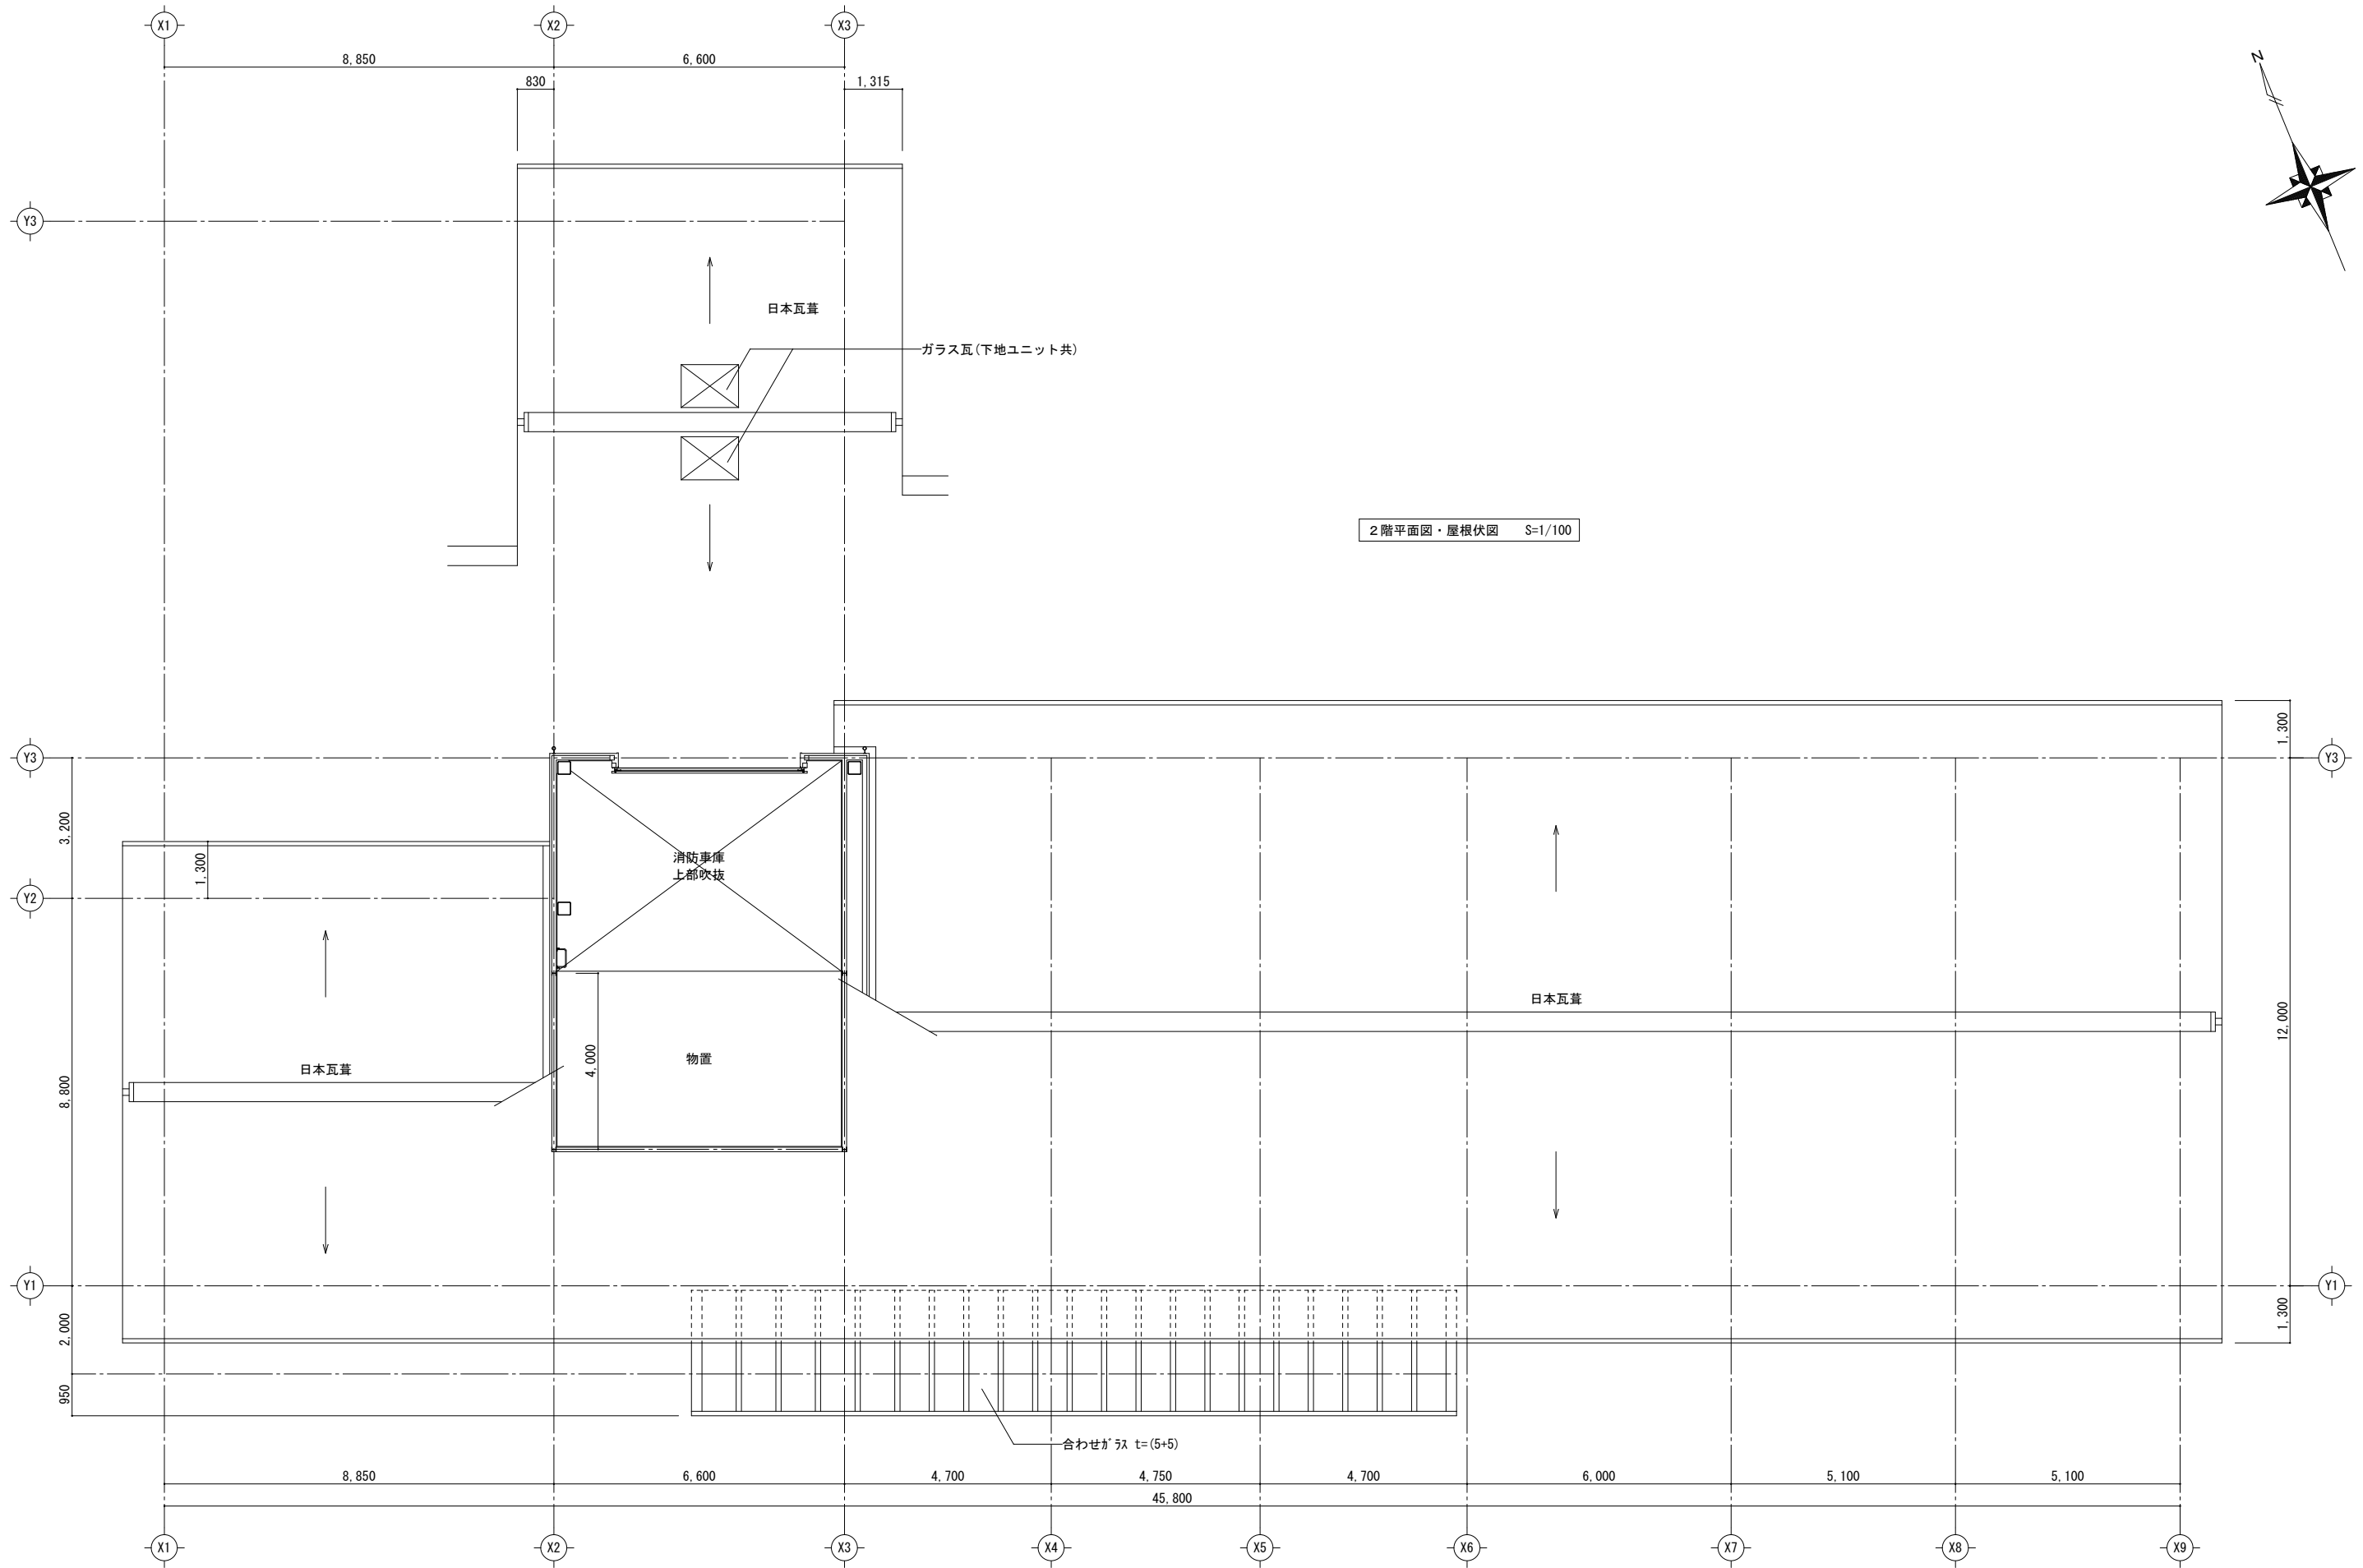 X1 X2 X3
8,850 6,600
830 1,315
N
Y3
日本瓦葺
ガラス瓦(下地ユニット共)
2階平面図・屋根伏図 S=1/100
1,300
Y3 Y3
3,200
消防車庫
上部吹抜
1,300
Y2
日本瓦葺
12,000
4,000
物置
日本瓦葺
8,800
Y1 Y1
2,000
1,300
950
合わせガラス t=(5+5)
8,850 6,600 4,700 4,750 4,700 6,000 5,100 5,100
45,800
X1 X2 X3 X4 X5 X6 X7 X8 X9